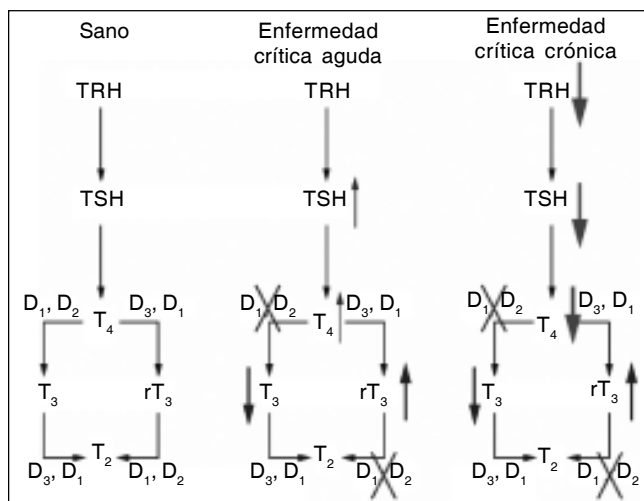 Sano
TRH
TSH
D₁, D₂ T₄ D₃, D₁
T₃ rT₃
T₂
D₃, D₁ D₁, D₂
Enfermedad
crítica aguda
TRH
TSH
D₁ D₂ T₄ D₃, D₁
T₃ rT₃
T₂
D₃, D₁ D₁ D₂
Enfermedad
crítica crónica
TRH
TSH
D₁ D₂ T₄ D₃, D₁
T₃ rT₃
T₂
D₃, D₁ D₁ D₂